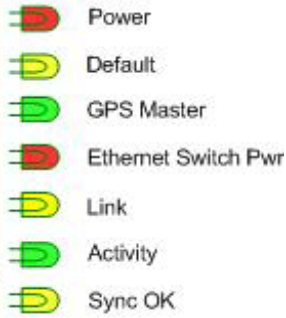 Power
Default
GPS Master
Ethernet Switch Pwr
Link
Activity
Sync OK